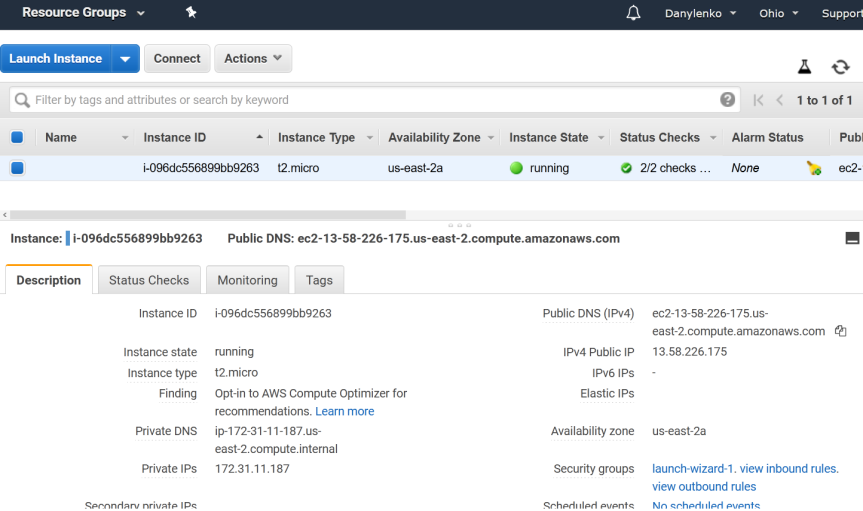 Resource Groups
Danylenko Ohio Support
Launch Instance Connect Actions
Filter by tags and attributes or search by keyword
1 to 1 of 1
Name Instance ID Instance Type Availability Zone Instance State Status Checks Alarm Status Publ
i-096dc556899bb9263 t2.micro us-east-2a running 2/2 checks ... None ec2-
Instance: i-096dc556899bb9263 Public DNS: ec2-13-58-226-175.us-east-2.compute.amazonaws.com
Description Status Checks Monitoring Tags
Instance ID i-096dc556899bb9263 Public DNS (IPv4) ec2-13-58-226-175.us-
east-2.compute.amazonaws.com
Instance state running IPv4 Public IP 13.58.226.175
Instance type t2.micro IPv6 IPs -
Finding Opt-in to AWS Compute Optimizer for Elastic IPs
recommendations. Learn more
Private DNS ip-172-31-11-187.us- Availability zone us-east-2a
east-2.compute.internal
Private IPs 172.31.11.187 Security groups launch-wizard-1. view inbound rules.
view outbound rules
Secondary private IPs Scheduled events No scheduled events